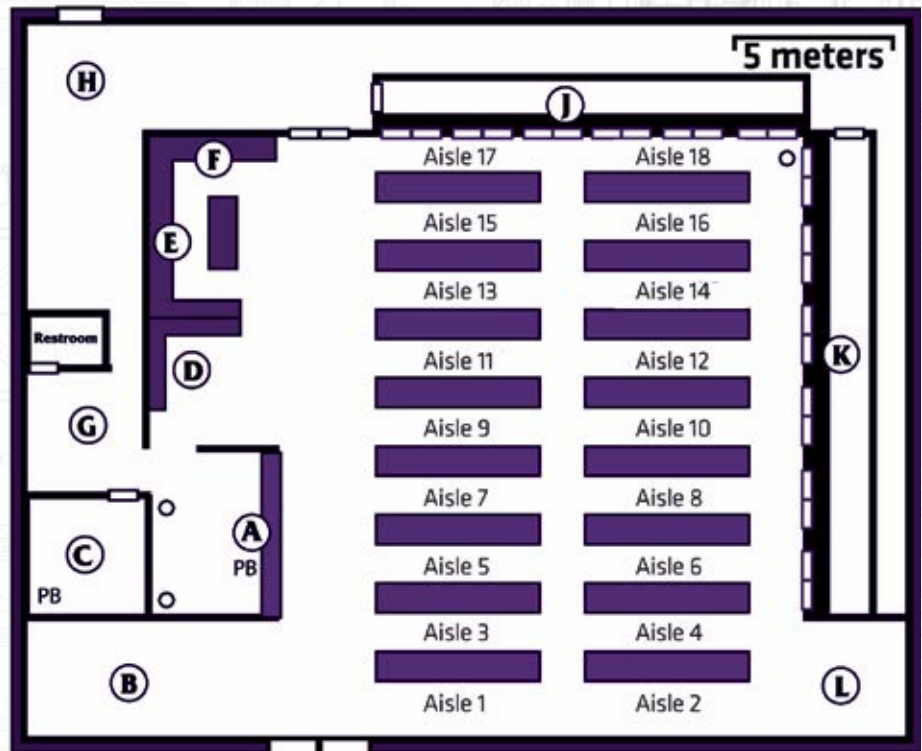 H
5 meters
J
F
Aisle 17
Aisle 18
E
Aisle 15
Aisle 16
Aisle 13
Aisle 14
Restroom
K
D
Aisle 11
Aisle 12
G
Aisle 9
Aisle 10
Aisle 7
Aisle 8
A
PB
C
PB
Aisle 5
Aisle 6
Aisle 3
Aisle 4
B
L
Aisle 1
Aisle 2